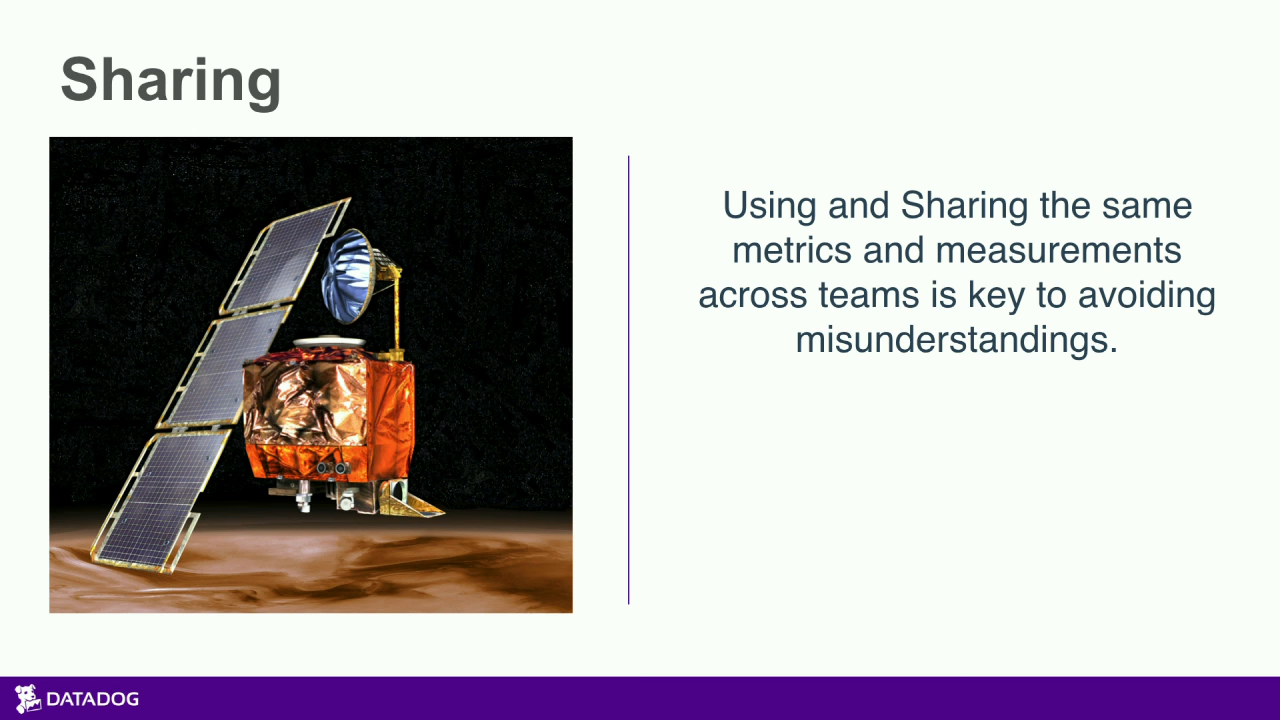 Sharing
Using and Sharing the same
metrics and measurements
across teams is key to avoiding
misunderstandings.
DATADOG